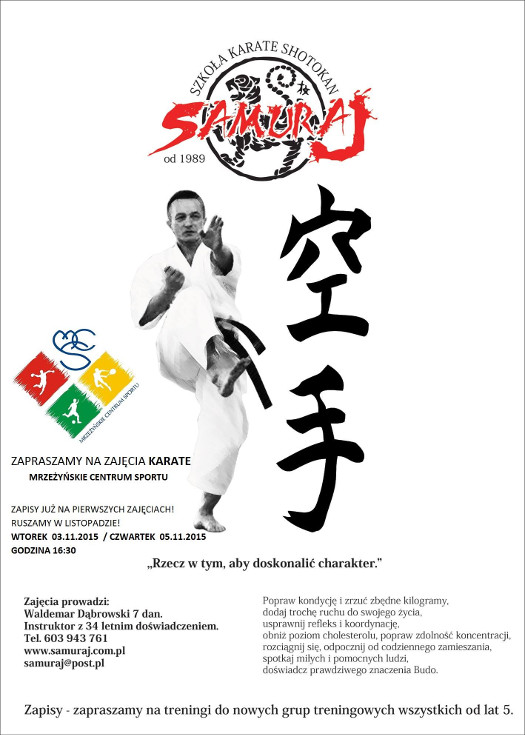 SZKOŁA KARATE SHOTOKAN
SAMURAJ
od 1989
空
手
MCS
MRZEŻYŃSKIE CENTRUM SPORTU
ZAPRASZAMY NA ZAJĘCIA KARATE
MRZEŻYŃSKIE CENTRUM SPORTU
ZAPISY JUŻ NA PIERWSZYCH ZAJĘCIACH!
RUSZAMY W LISTOPADZIE!
WTOREK 03.11.2015 / CZWARTEK 05.11.2015
GODZINA 16:30
„Rzecz w tym, aby doskonalić charakter.”
Zajęcia prowadzi:
Waldemar Dąbrowski 7 dan.
Instruktor z 34 letnim doświadczeniem.
Tel. 603 943 761
www.samuraj.com.pl
samuraj@post.pl
Popraw kondycję i zrzuć zbędne kilogramy,
dodaj trochę ruchu do swojego życia,
usprawnij refleks i koordynację,
obniż poziom cholesterolu, popraw zdolność koncentracji,
rozciągnij się, odpocznij od codziennego zamieszania,
spotkaj miłych i pomocnych ludzi,
doświadcz prawdziwego znaczenia Budo.
Zapisy - zapraszamy na treningi do nowych grup treningowych wszystkich od lat 5.